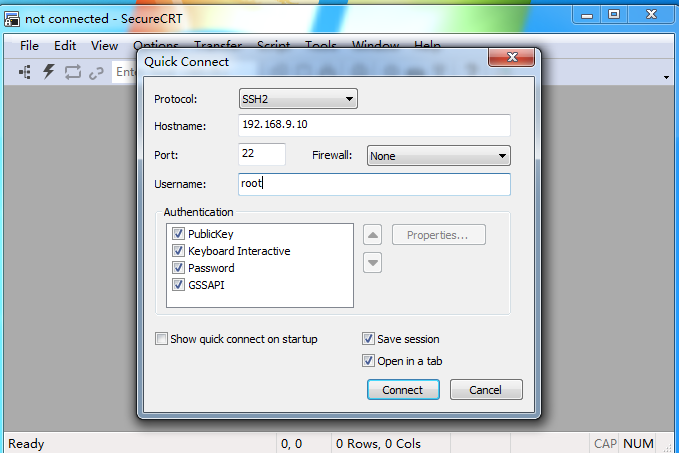 not connected - SecureCRT
File Edit View Options Transfer Script Tools Window Help
Quick Connect
Protocol: SSH2
Hostname: 192.168.9.10
Port: 22 Firewall: None
Username: root
Authentication
PublicKey
Keyboard Interactive
Password
GSSAPI
Properties...
Show quick connect on startup
Save session
Open in a tab
Connect Cancel
Ready 0, 0 0 Rows, 0 Cols CAP NUM